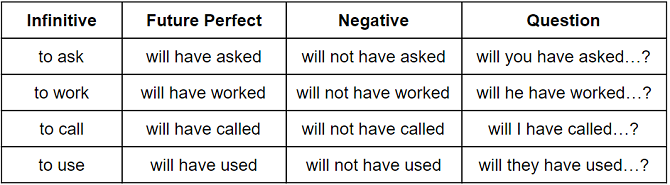 Infinitive Future Perfect Negative Question
to ask will have asked will not have asked will you have asked…?
to work will have worked will not have worked will he have worked…?
to call will have called will not have called will I have called…?
to use will have used will not have used will they have used…?